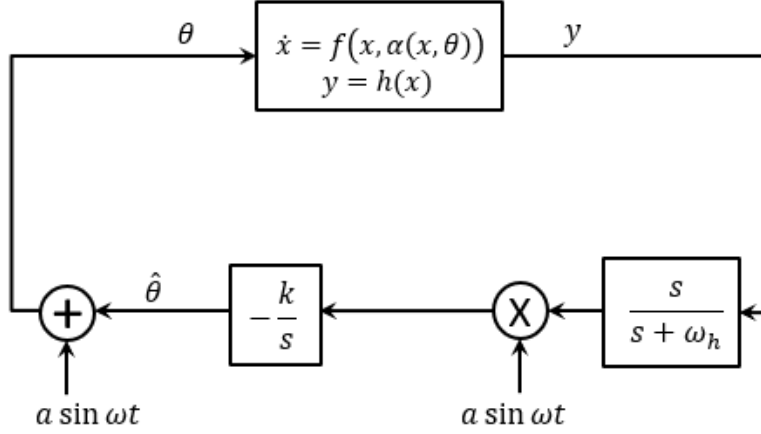 θ
ẋ = f(x, α(x, θ))
y = h(x)
y
+
θ̂
−k/s
X
s/(s + ω_h)
a sin ωt
a sin ωt